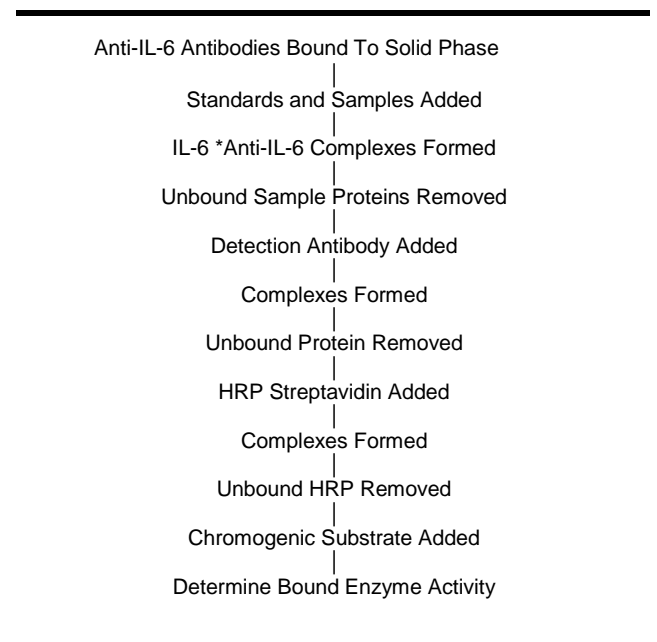 Anti-IL-6 Antibodies Bound To Solid Phase
Standards and Samples Added
IL-6 *Anti-IL-6 Complexes Formed
Unbound Sample Proteins Removed
Detection Antibody Added
Complexes Formed
Unbound Protein Removed
HRP Streptavidin Added
Complexes Formed
Unbound HRP Removed
Chromogenic Substrate Added
Determine Bound Enzyme Activity